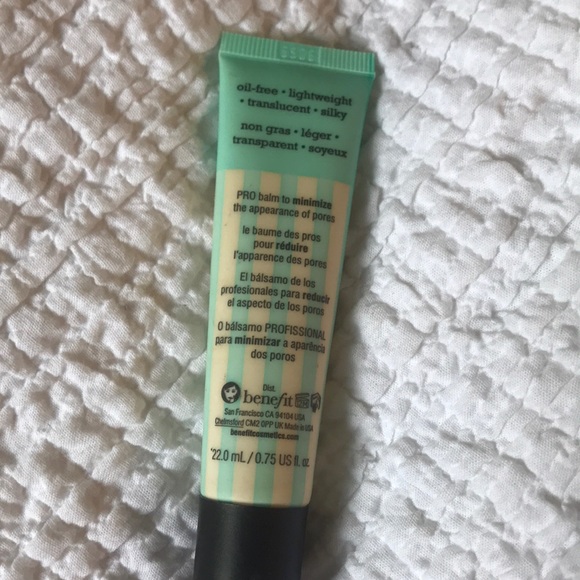 oil-free • lightweight
• translucent • silky
non gras • léger •
transparent • soyeux
PRO balm to minimize
the appearance of pores
le baume des pros
pour réduire
l'apparence des pores
El bálsamo de los
profesionales para reducir
el aspecto de los poros
O bálsamo PROFISSIONAL
para minimizar a aparência
dos poros
Dist.
benefit
San Francisco CA 94104 USA
Chelmsford CM2 0PP UK Made in USA
benefitcosmetics.com
22.0 mL / 0.75 US fl. oz.